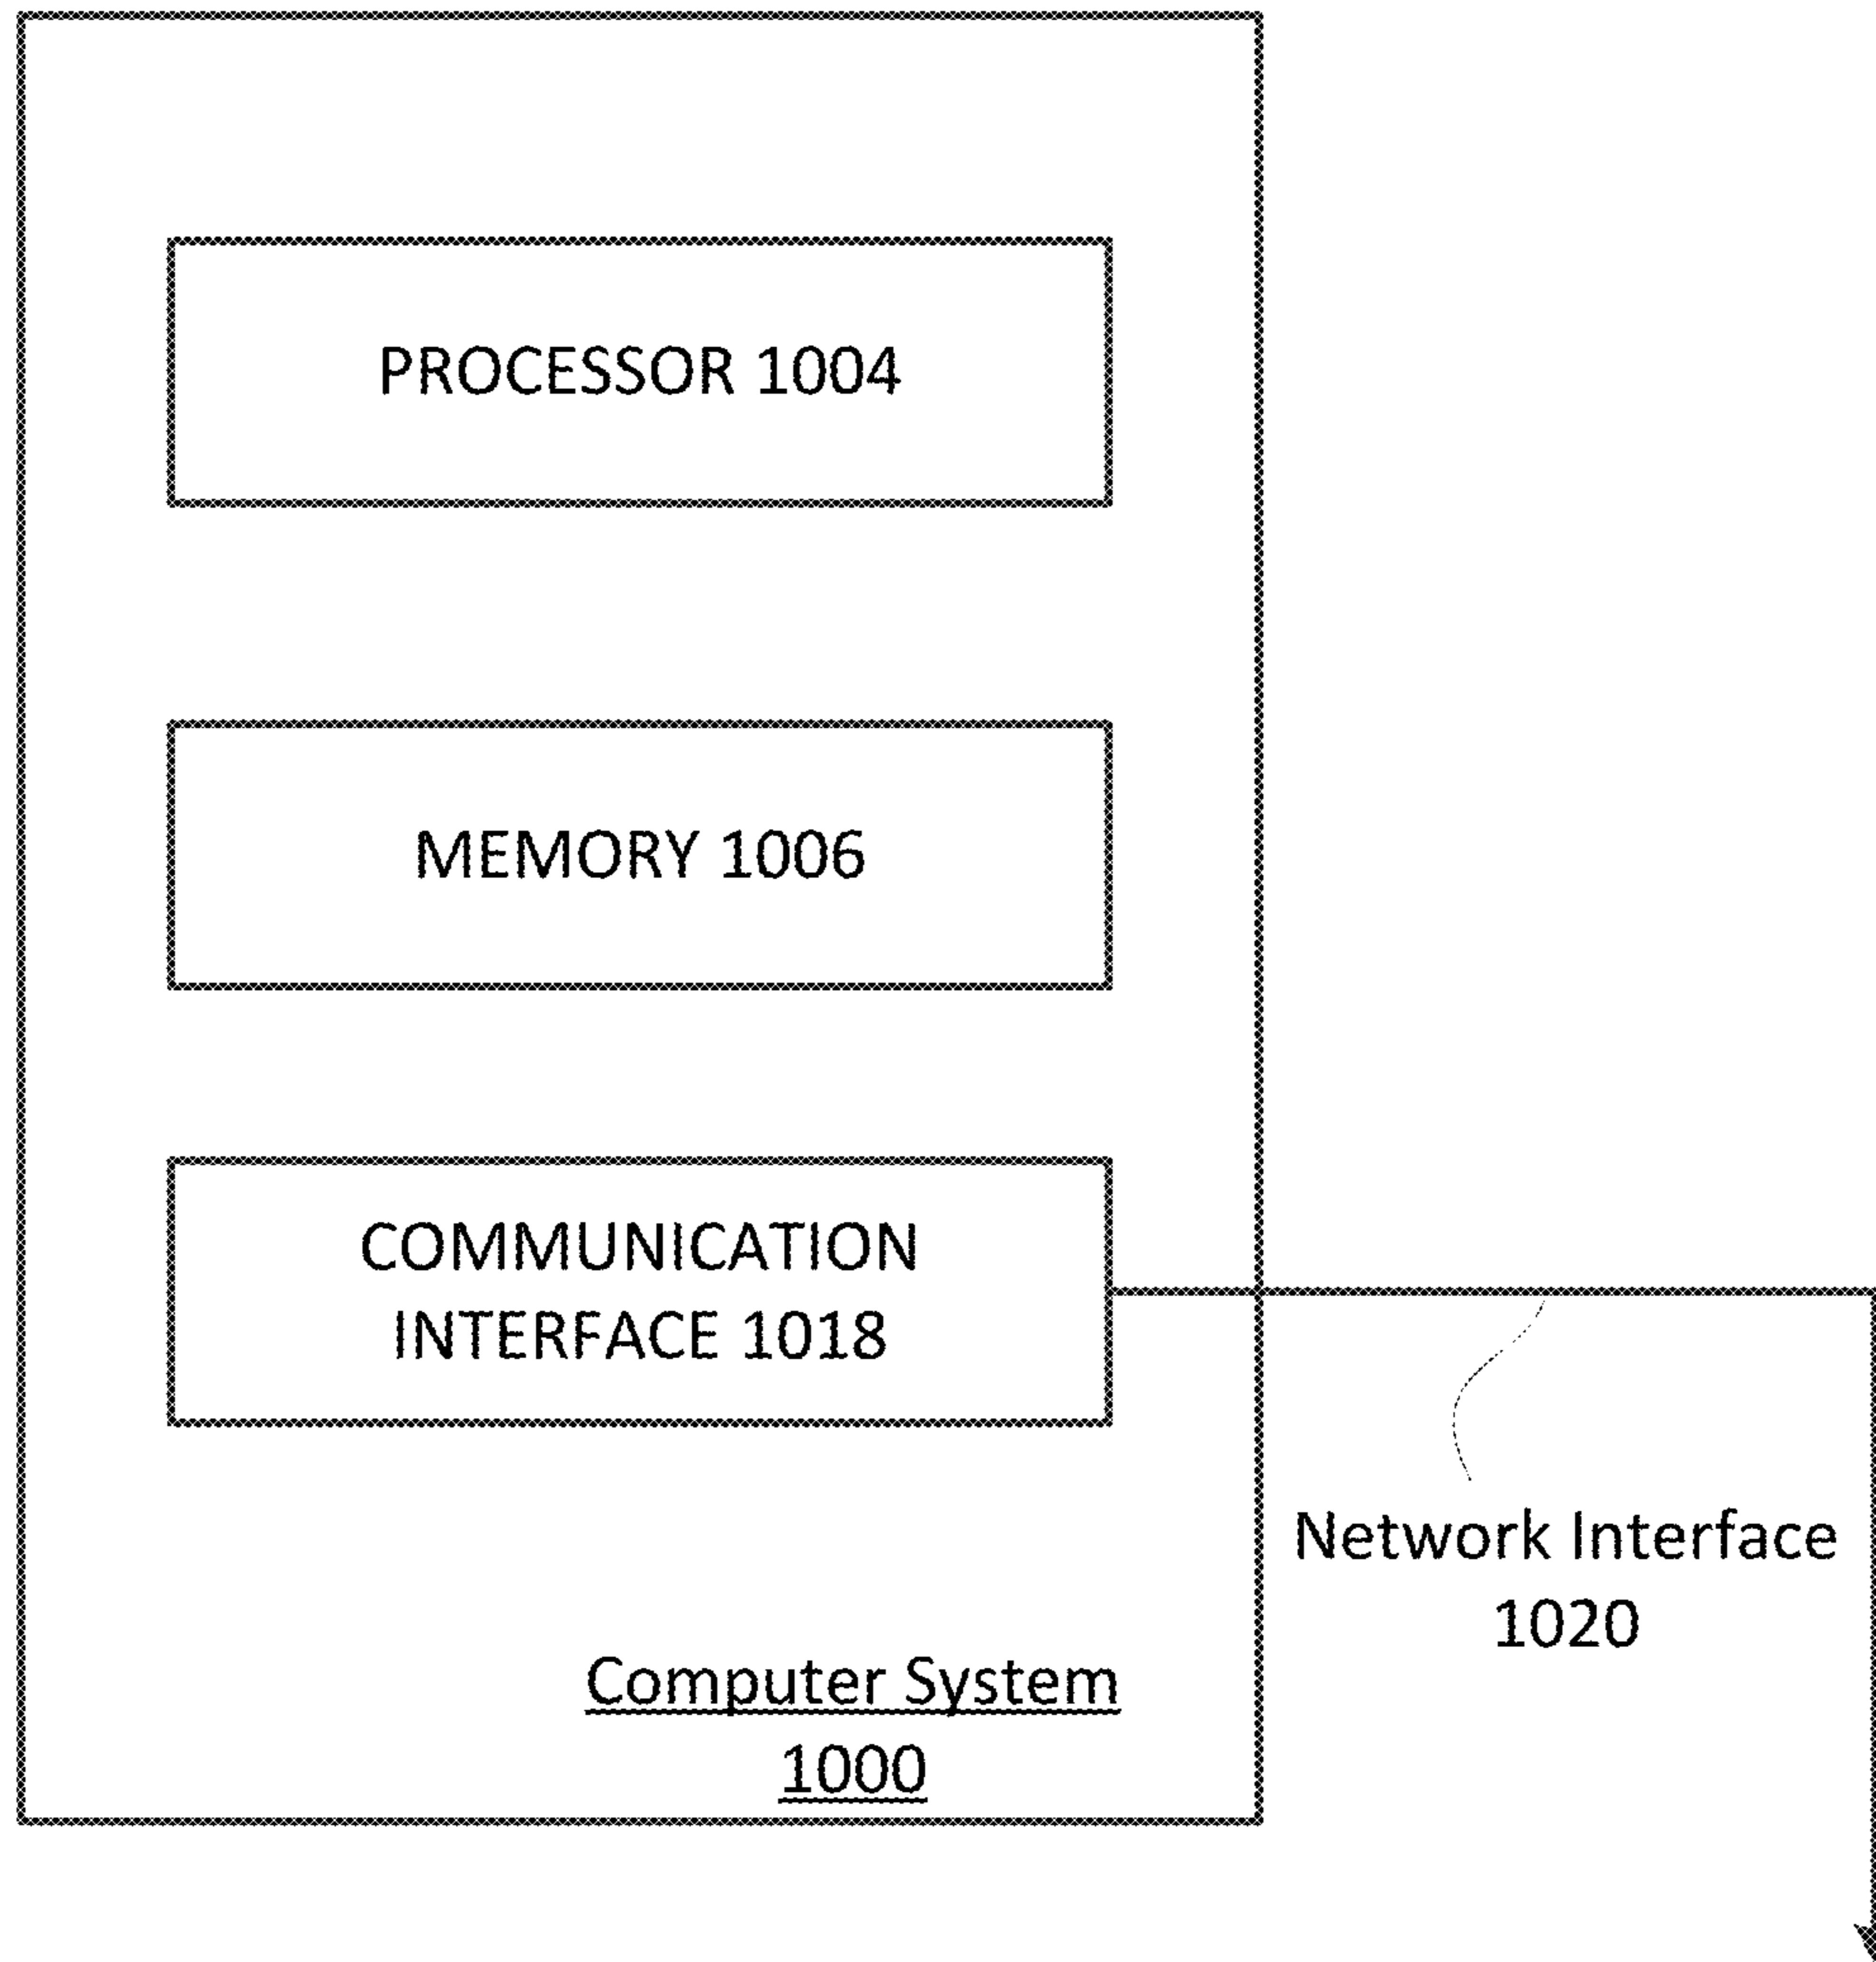 PROCESSOR 1004
MEMORY 1006
COMMUNICATION
INTERFACE 1018
Network Interface
1020
Computer System
1000